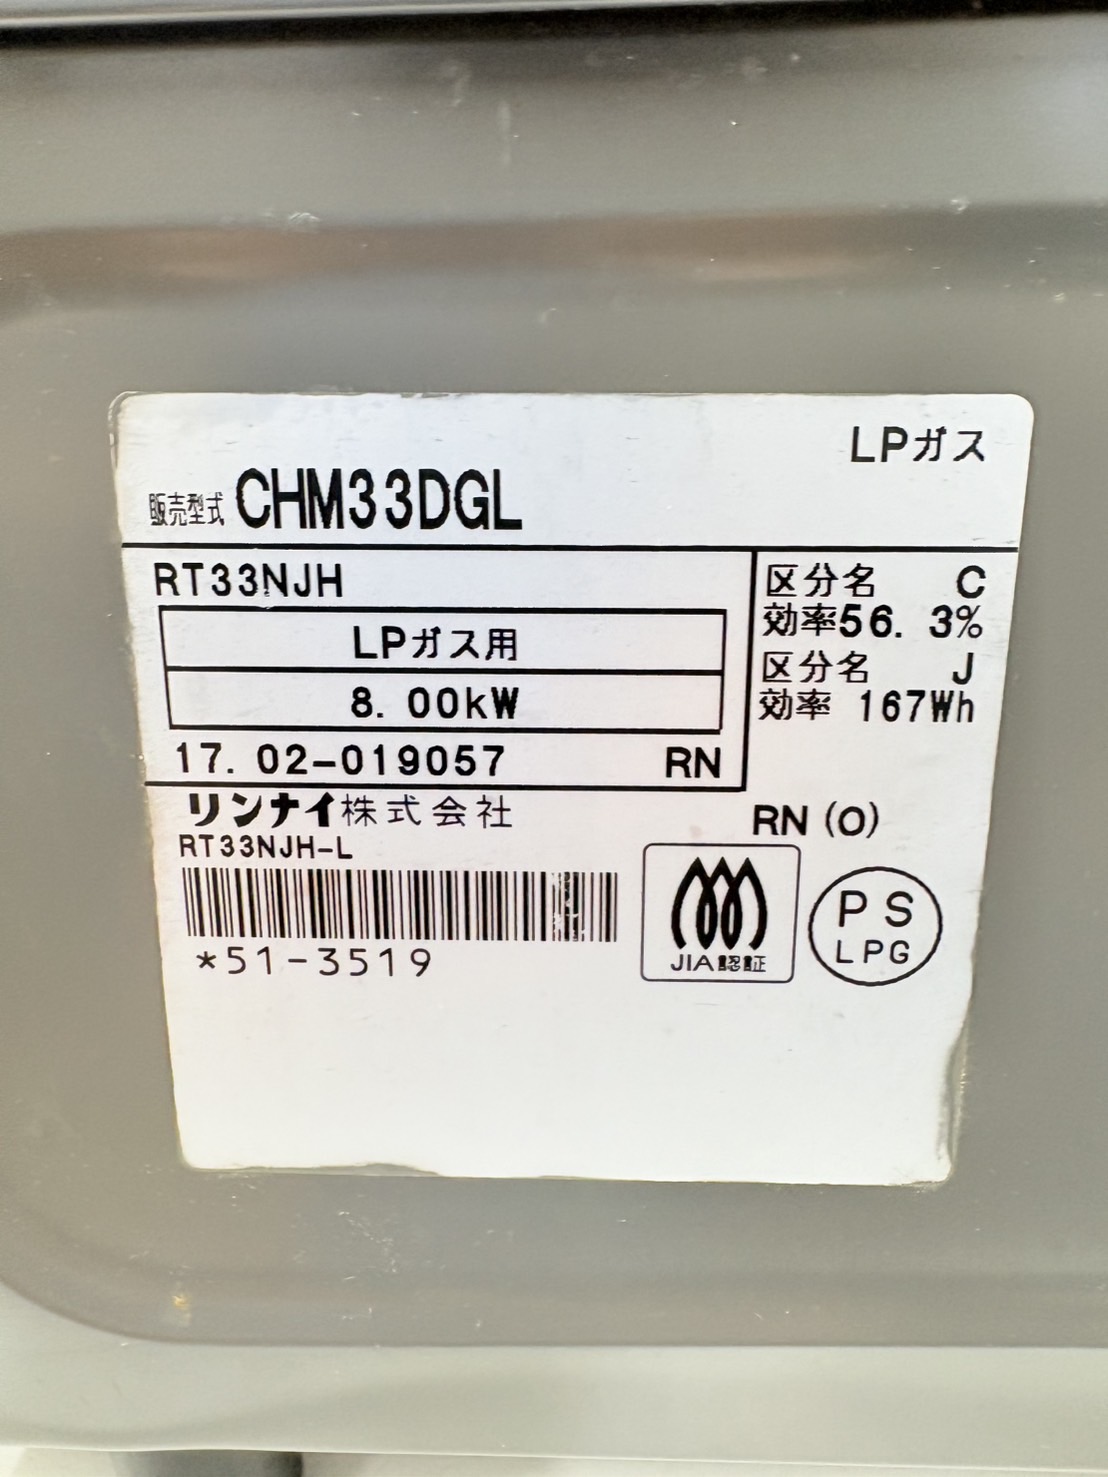 LPガス
販売型式 CHM33DGL
RT33NJH
LPガス用
8.00kW
17.02-019057 RN
区分名 C
効率56.3%
区分名 J
効率 167Wh
リンナイ株式会社
RN (O)
RT33NJH-L
*51-3519
JIA認証
PS
LPG